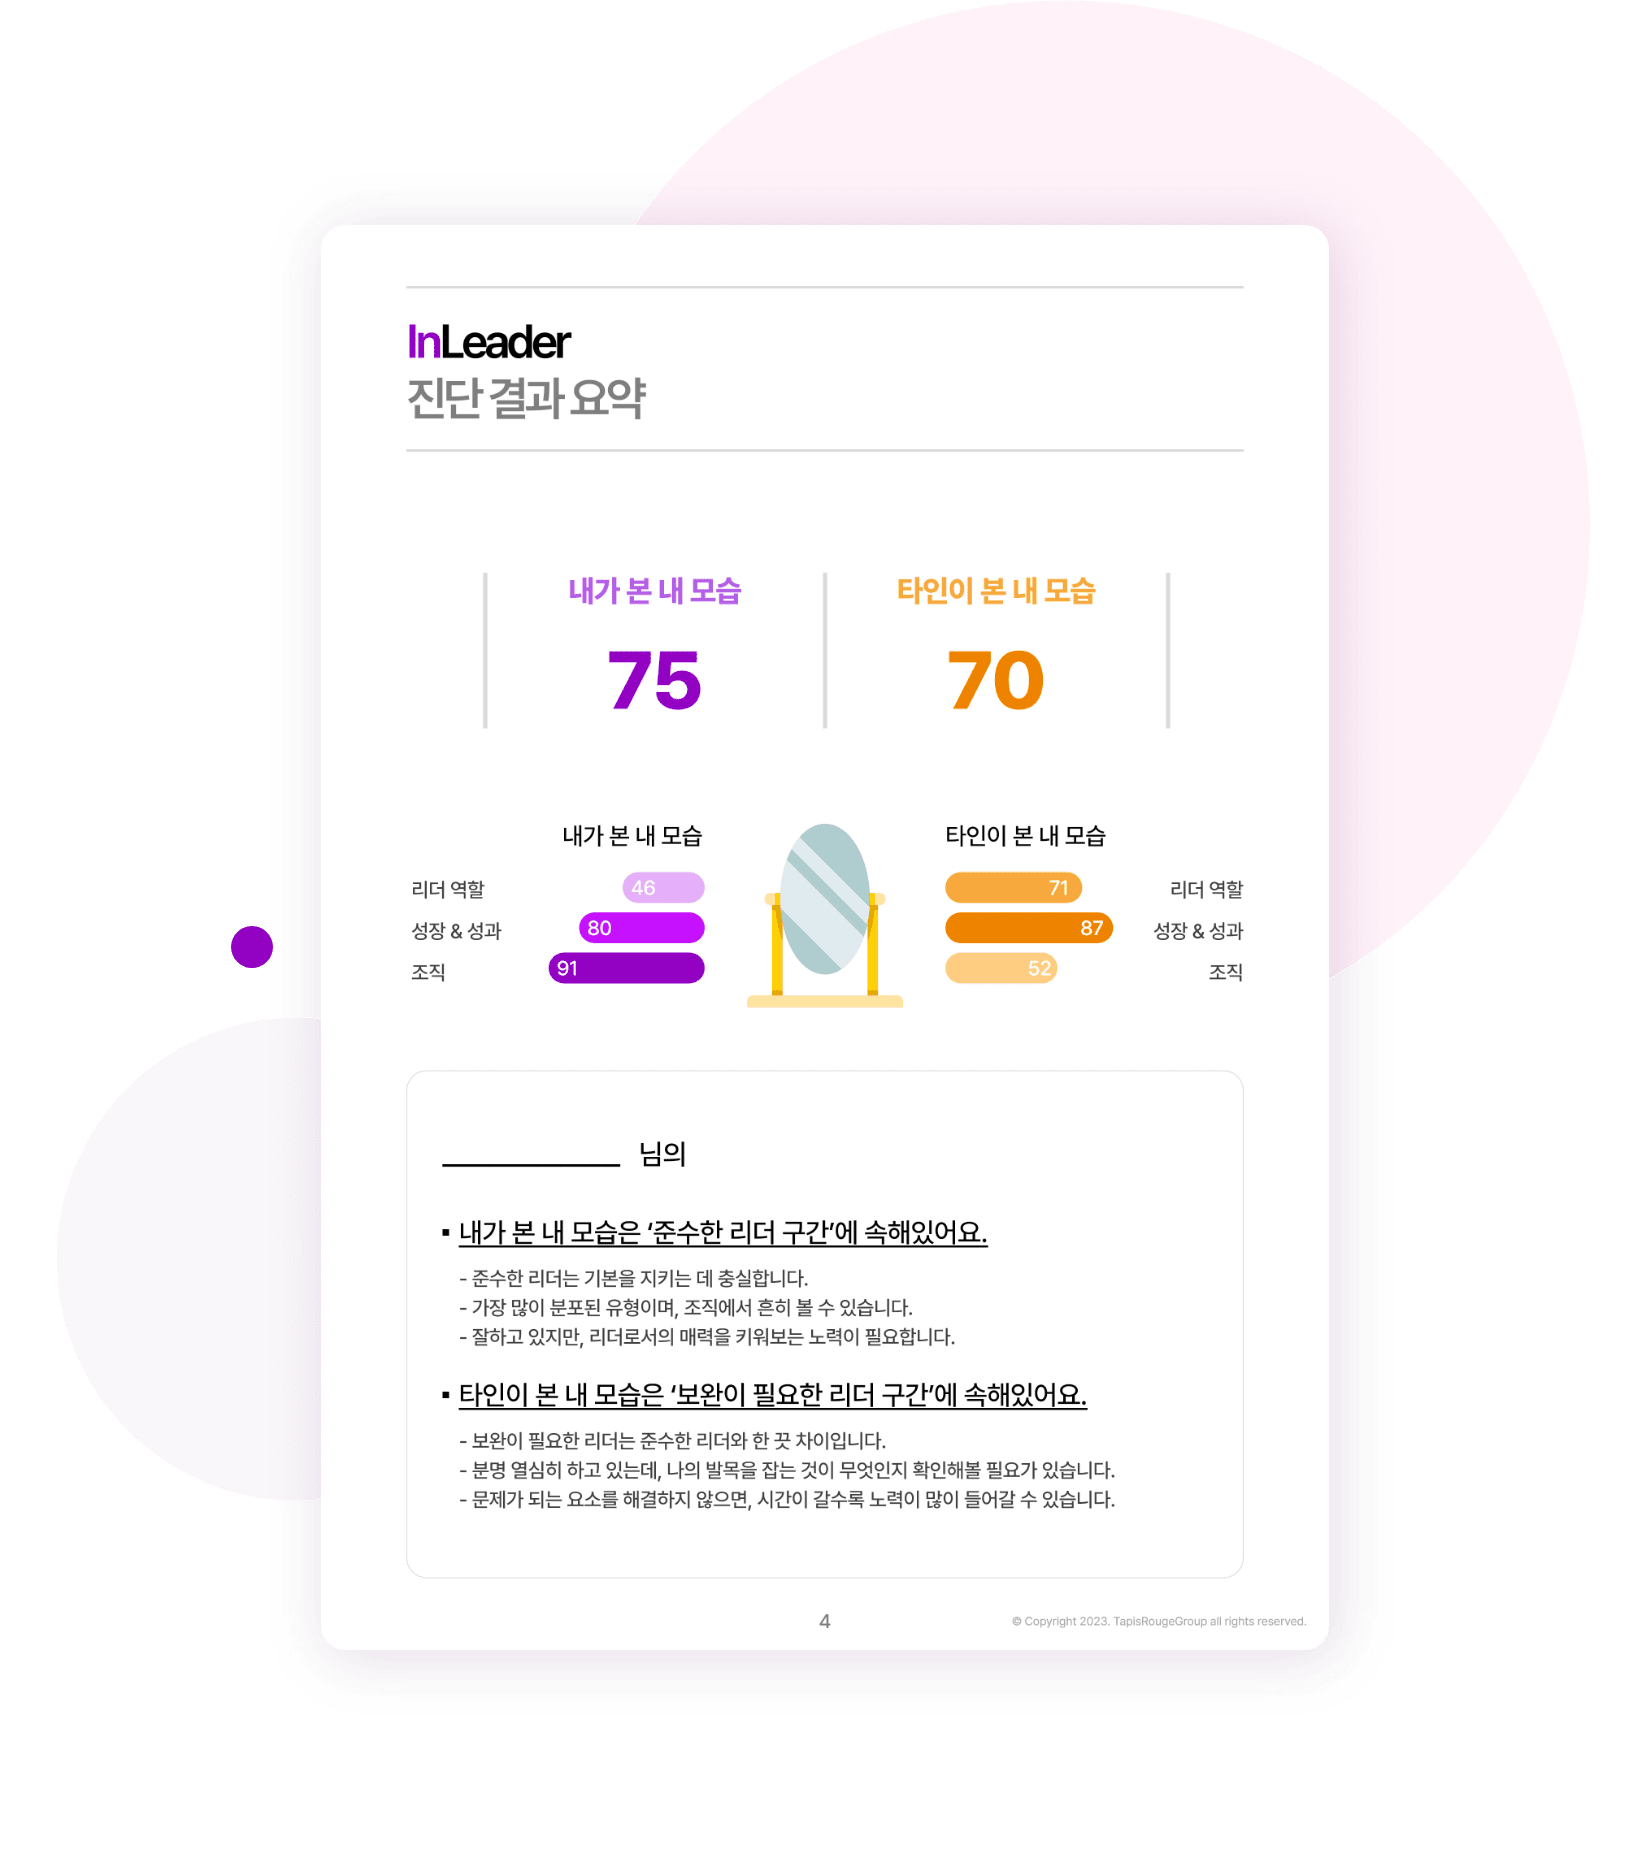 InLeader
진단 결과 요약
내가 본 내 모습
타인이 본 내 모습
75
70
내가 본 내 모습
타인이 본 내 모습
리더 역할 46
71 리더 역할
성장 & 성과 80
87 성장 & 성과
조직 91
52 조직
님의
▪ 내가 본 내 모습은 ‘준수한 리더 구간’에 속해있어요.
- 준수한 리더는 기본을 지키는 데 충실합니다.
- 가장 많이 분포된 유형이며, 조직에서 흔히 볼 수 있습니다.
- 잘하고 있지만, 리더로서의 매력을 키워보는 노력이 필요합니다.
▪ 타인이 본 내 모습은 ‘보완이 필요한 리더 구간’에 속해있어요.
- 보완이 필요한 리더는 준수한 리더와 한 끗 차이입니다.
- 분명 열심히 하고 있는데, 나의 발목을 잡는 것이 무엇인지 확인해볼 필요가 있습니다.
- 문제가 되는 요소를 해결하지 않으면, 시간이 갈수록 노력이 많이 들어갈 수 있습니다.
4
© Copyright 2023. TapisRougeGroup all rights reserved.